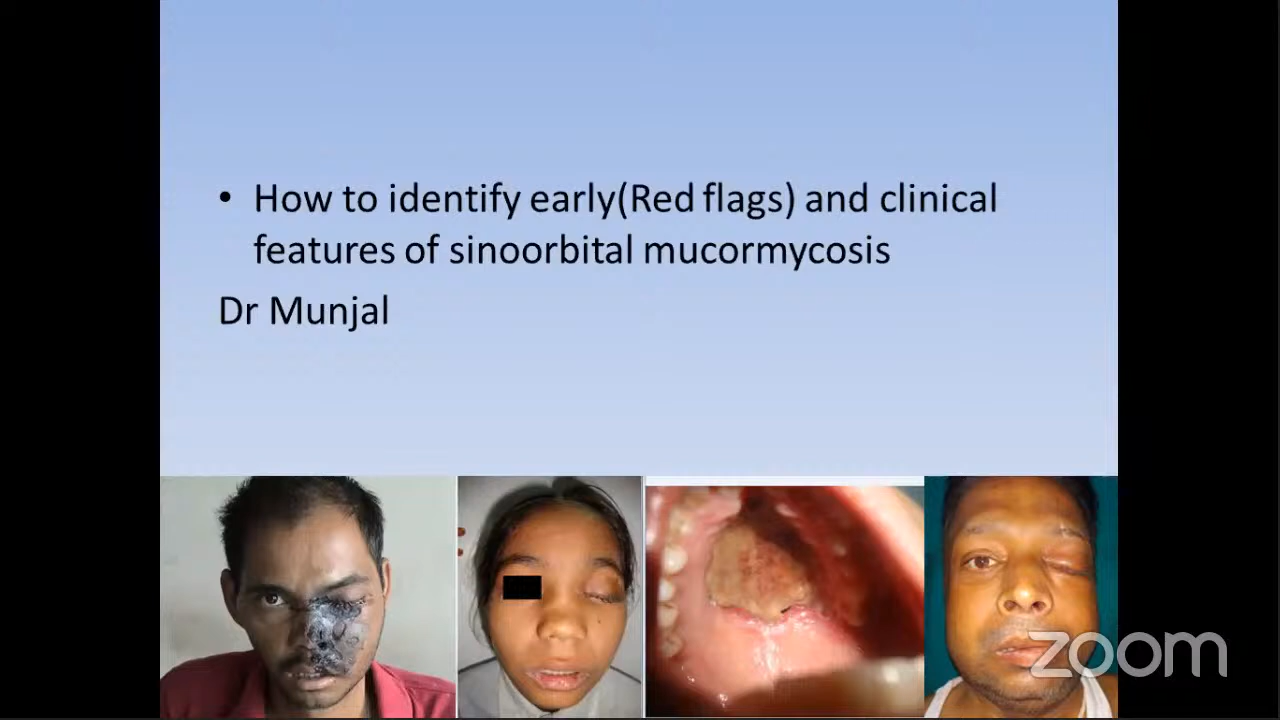 • How to identify early(Red flags) and clinical
features of sinoorbital mucormycosis
Dr Munjal
zoom